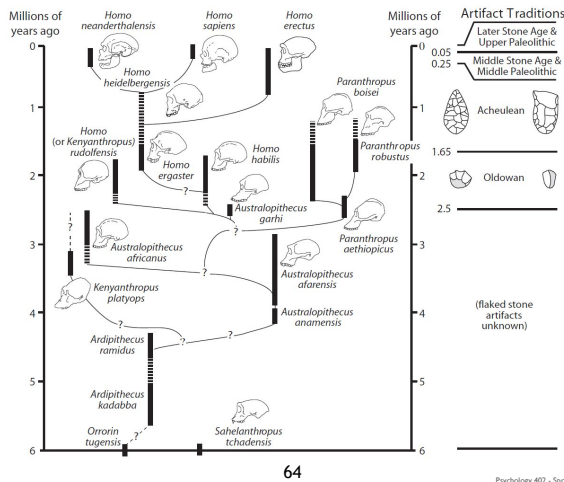 Millions of
years ago
Homo
neanderthalensis
Homo
sapiens
Homo
erectus
Millions of
years ago
Artifact Traditions
Later Stone Age &
Upper Paleolithic
0
0
0.05
0.25
Middle Stone Age &
Middle Paleolithic
Homo
heidelbergensis
Paranthropus
boisei
1
1
Acheulean
Homo
(or Kenyanthropus)
rudolfensis
Homo
ergaster
Homo
habilis
Paranthropus
robustus
1.65
?
2
2
Oldowan
Australopithecus
garhi
2.5
?
?
Paranthropus
aethiopicus
3
3
Australopithecus
africanus
?
Australopithecus
afarensis
Kenyanthropus
platyops
(flaked stone
artifacts
unknown)
4
4
Australopithecus
anamensis
?
?
?
Ardipithecus
ramidus
5
5
Ardipithecus
kadabba
Orrorin
tugensis
?
Sahelanthropus
tchadensis
6
6
64
Psychology 402 - Spr